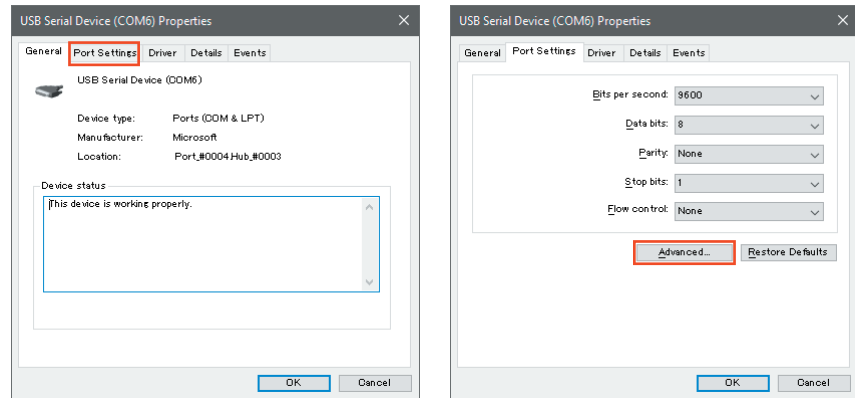 USB Serial Device (COM6) Properties
General Port Settings Driver Details Events
USB Serial Device (COM6)
Device type: Ports (COM & LPT)
Manufacturer: Microsoft
Location: Port_#0004.Hub_#0003
Device status
This device is working properly.
OK Cancel
USB Serial Device (COM6) Properties
General Port Settings Driver Details Events
Bits per second: 9600
Data bits: 8
Parity: None
Stop bits: 1
Flow control: None
Advanced... Restore Defaults
OK Cancel